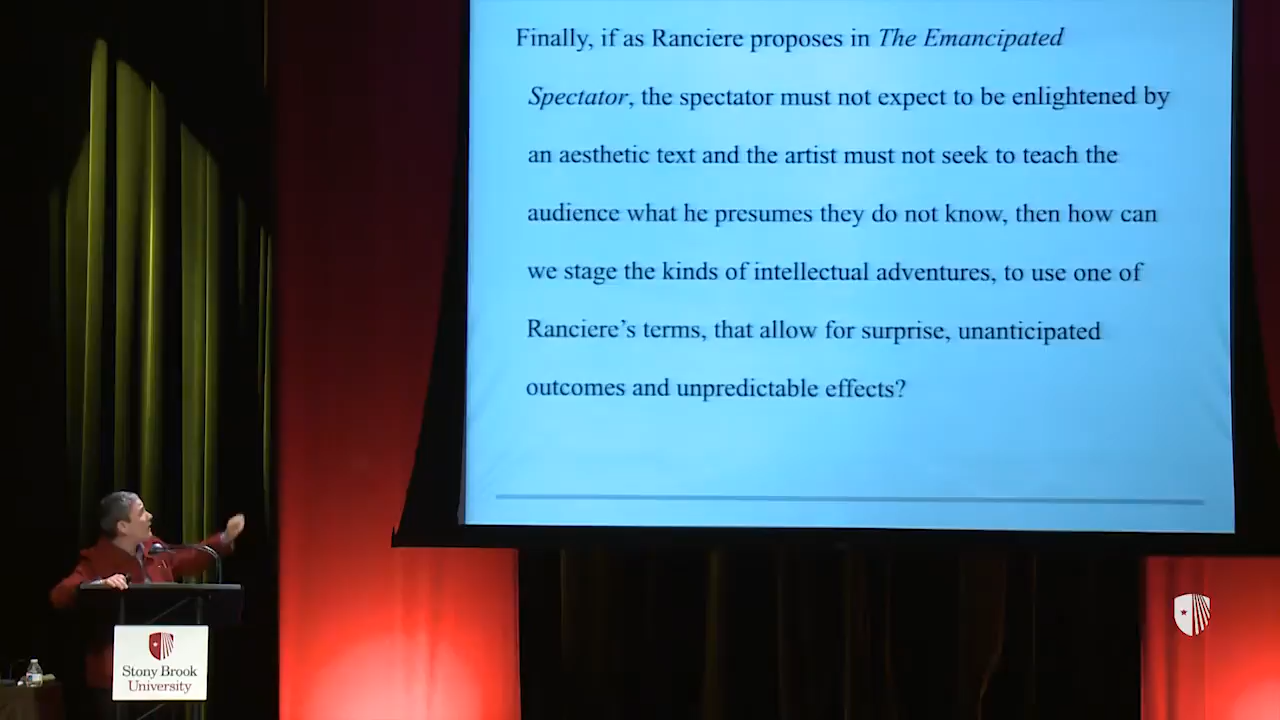 Finally, if as Ranciere proposes in The Emancipated
Spectator, the spectator must not expect to be enlightened by
an aesthetic text and the artist must not seek to teach the
audience what he presumes they do not know, then how can
we stage the kinds of intellectual adventures, to use one of
Ranciere’s terms, that allow for surprise, unanticipated
outcomes and unpredictable effects?
Stony Brook
University